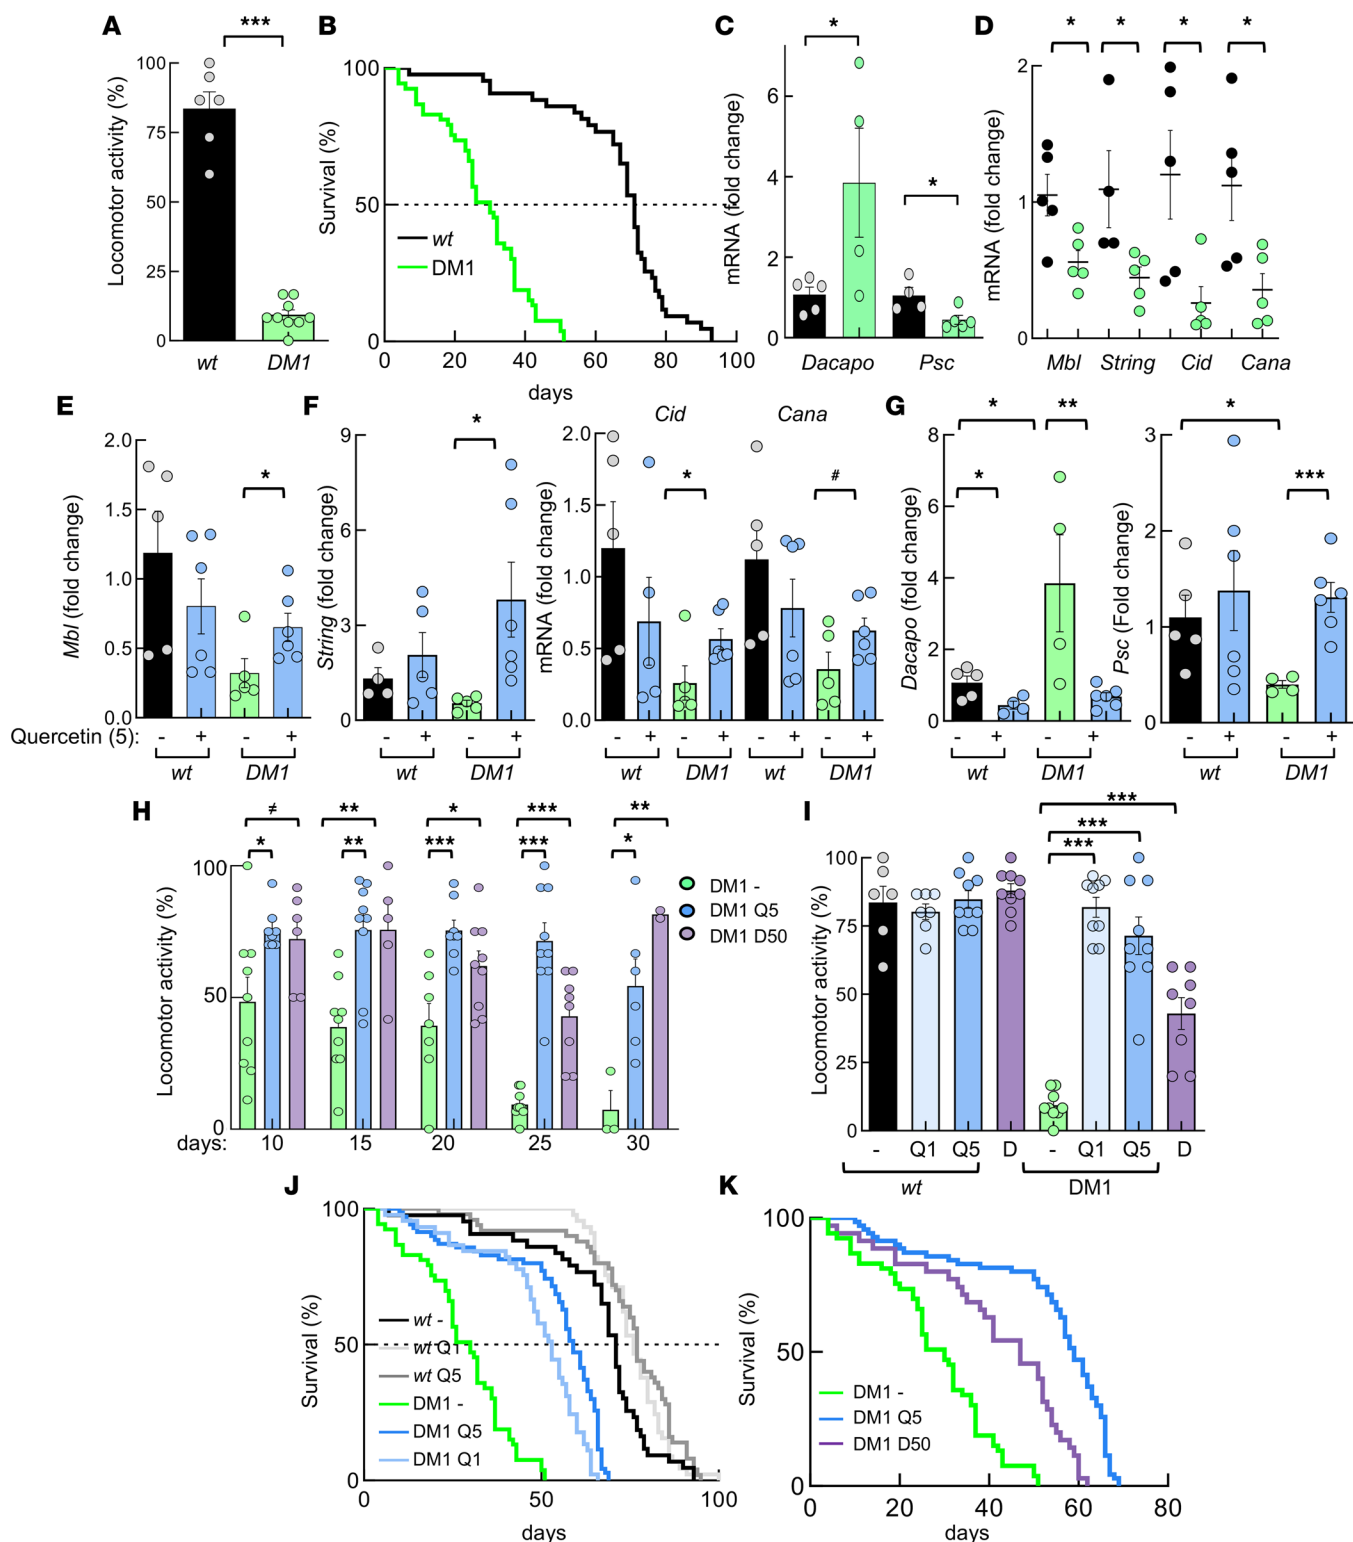 A
Locomotor activity (%)
***
100
75
50
25
0
wt
DM1
B
Survival (%)
100
50
0
wt
DM1
0 20 40 60 80 100
days
C
mRNA (fold change)
*
*
6
4
2
0
Dacapo Psc
D
mRNA (fold change)
* * * *
2
1
0
Mbl String Cid Cana
E
Mbl (fold change)
*
2.0
1.5
1.0
0.5
0.0
Quercetin (5): - + - +
wt DM1
F
String (fold change)
*
9
6
3
0
- + - +
wt DM1
mRNA (fold change)
Cid Cana
* #
2.0
1.5
1.0
0.5
0.0
- + - + - + - +
wt DM1 wt DM1
G
Dacapo (fold change)
* **
*
8
6
4
2
0
- + - +
wt DM1
Psc (Fold change)
*
***
3
2
1
0
- + - +
wt DM1
H
Locomotor activity (%)
≠ ** * *** **
* ** *** *** *
100
50
0
days: 10 15 20 25 30
DM1 -
DM1 Q5
DM1 D50
I
Locomotor activity (%)
***
***
***
100
75
50
25
0
- Q1 Q5 D - Q1 Q5 D
wt DM1
J
Survival (%)
100
50
0
wt -
wt Q1
wt Q5
DM1 -
DM1 Q5
DM1 Q1
0 50 100
days
K
Survival (%)
100
50
0
DM1 -
DM1 Q5
DM1 D50
0 20 40 60 80
days